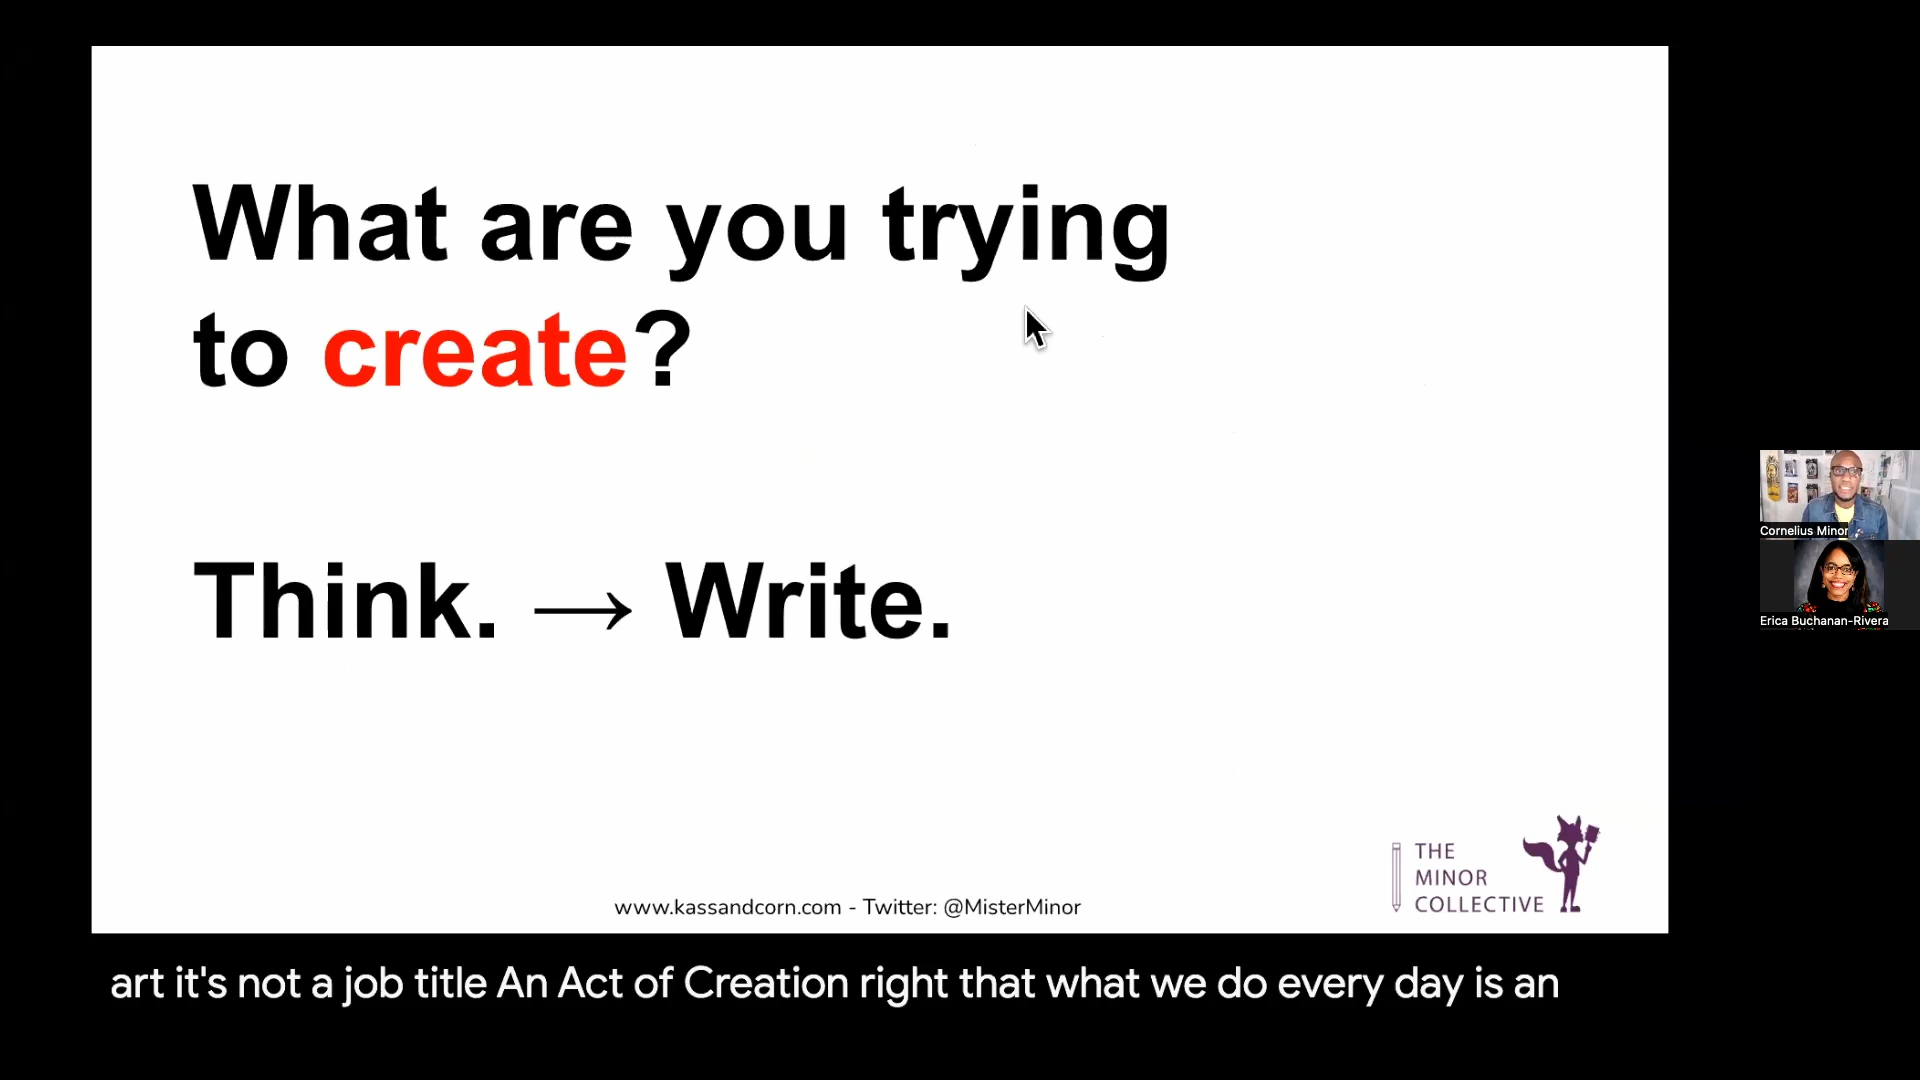 What are you trying
to create?
Think. → Write.
www.kassandcorn.com - Twitter: @MisterMinor
THE
MINOR
COLLECTIVE
Cornelius Minor
Erica Buchanan-Rivera
art it's not a job title An Act of Creation right that what we do every day is an